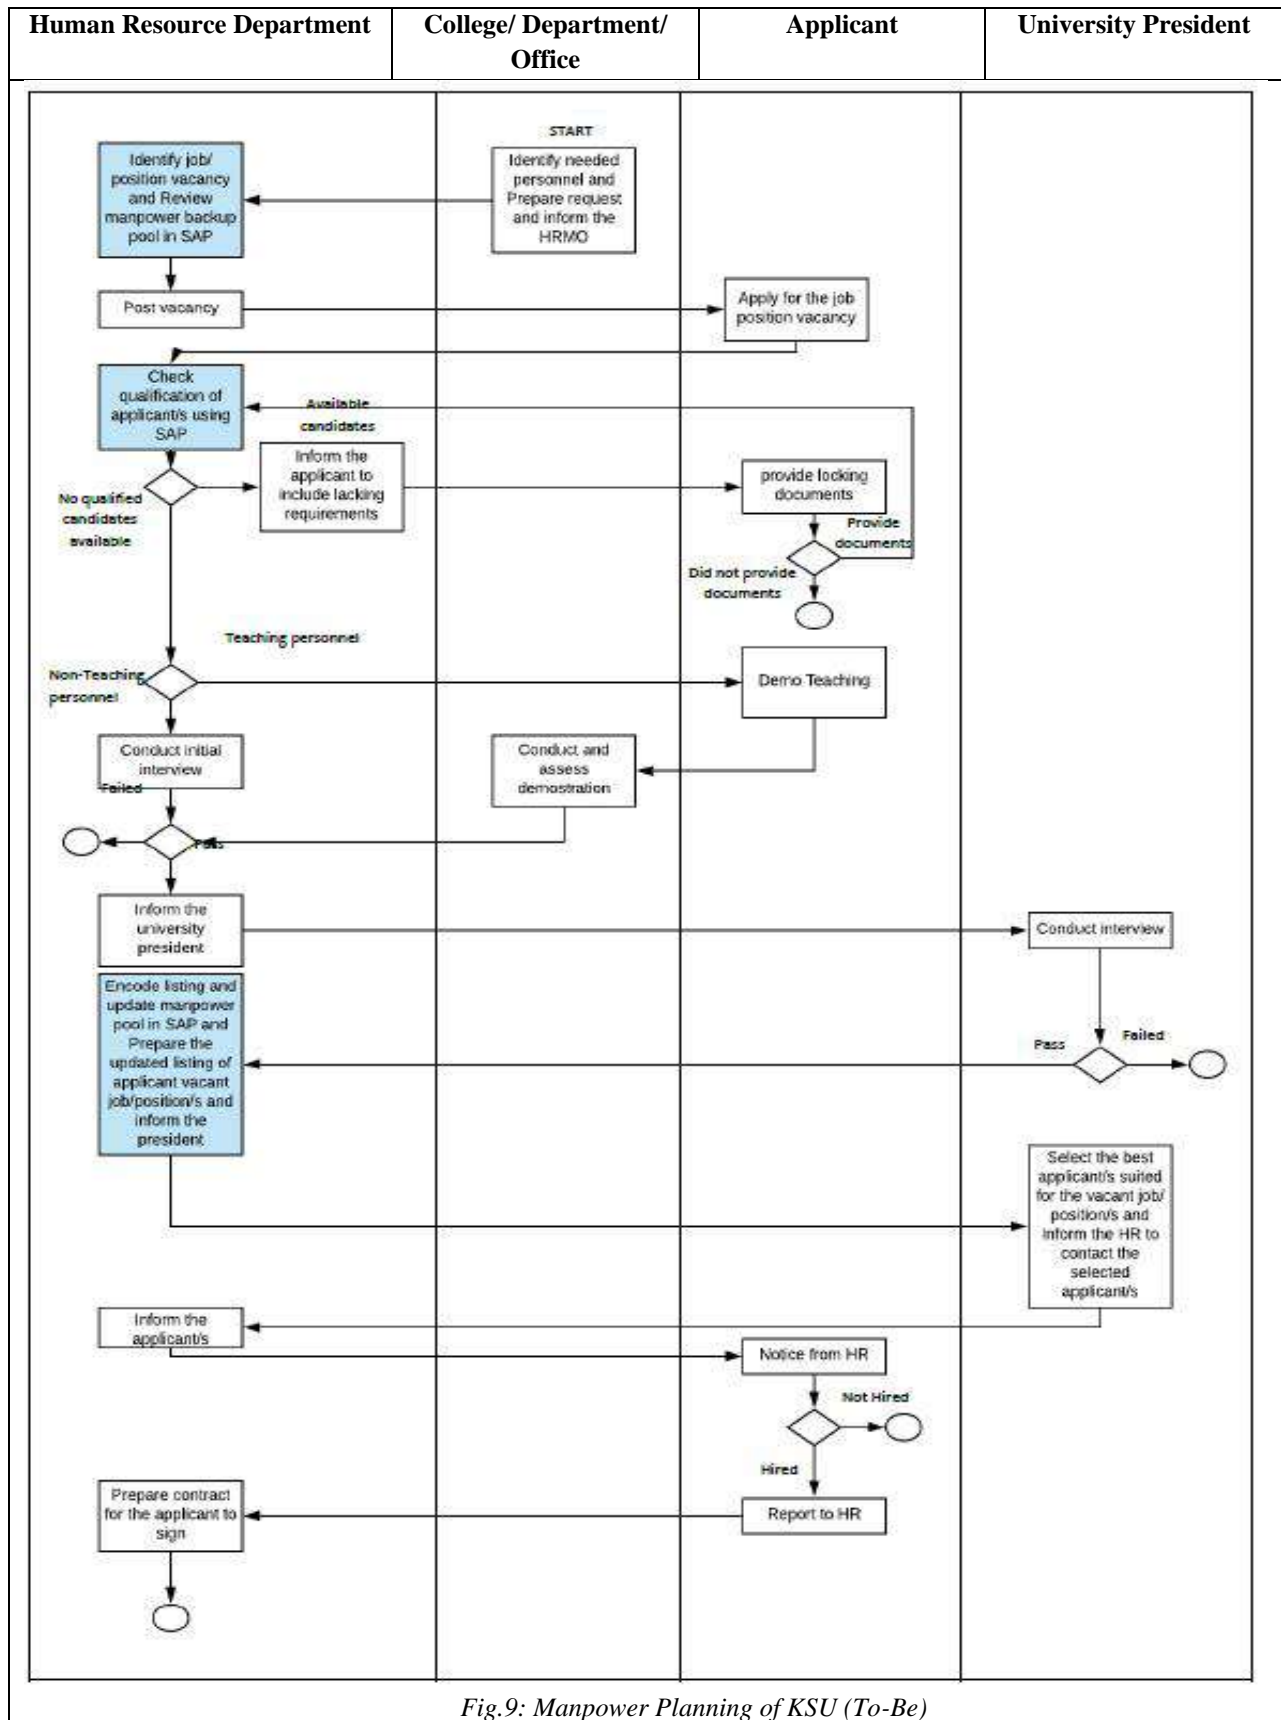 Human Resource Department
College/ Department/
Office
Applicant
University President
START
Identify job/
position vacancy
and Review
manpower backup
pool in SAP
Identify needed
personnel and
Prepare request
and inform the
HRMO
Post vacancy
Apply for the job
position vacancy
Check
qualification of
applicant/s using
SAP
Available
candidates
Inform the
applicant to
include lacking
requirements
provide locking
documents
No qualified
candidates
available
Provide
documents
Did not provide
documents
Teaching personnel
Non-Teaching
personnel
Demo Teaching
Conduct initial
interview
Failed
Conduct and
assess
demostration
Pass
Inform the
university
president
Conduct interview
Encode listing and
update manpower
pool in SAP and
Prepare the
updated listing of
applicant vacant
job/position/s and
inform the
president
Pass
Failed
Select the best
applicant/s suited
for the vacant job/
position/s and
Inform the HR to
contact the
selected
applicant/s
Inform the
applicant/s
Notice from HR
Not Hired
Hired
Prepare contract
for the applicant to
sign
Report to HR
Fig.9: Manpower Planning of KSU (To-Be)